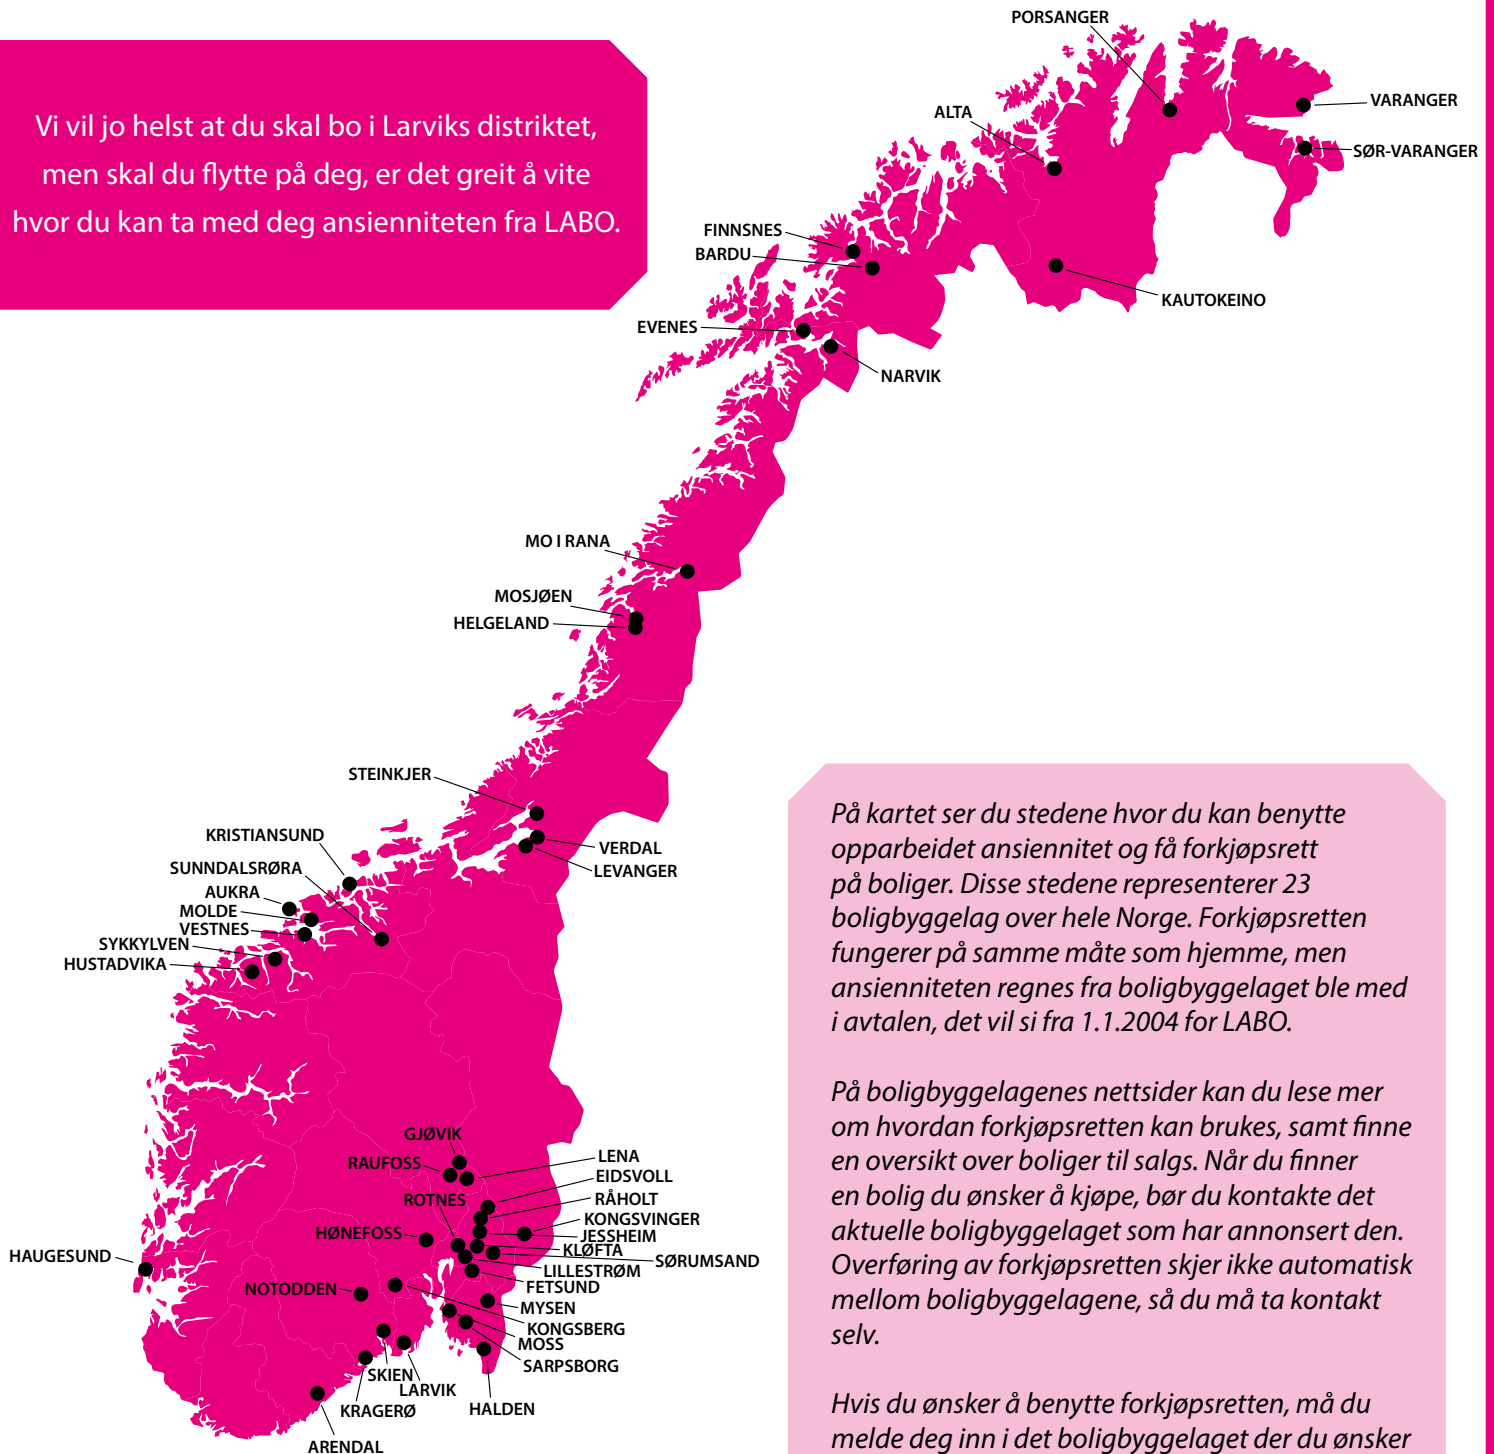 Vi vil jo helst at du skal bo i Larviks distriktet,
men skal du flytte på deg, er det greit å vite
hvor du kan ta med deg ansienniteten fra LABO.
PORSANGER
VARANGER
ALTA
SØR-VARANGER
FINNSNES
BARDU
KAUTOKEINO
EVENES
NARVIK
MO I RANA
MOSJØEN
HELGELAND
STEINKJER
KRISTIANSUND
VERDAL
SUNNDALSRØRA
LEVANGER
AUKRA
MOLDE
VESTNES
SYKKYLVEN
HUSTADVIKA
GJØVIK
RAUFOSS
LENA
EIDSVOLL
ROTNES
RÅHOLT
KONGSVINGER
HØNEFOSS
JESSHEIM
KLØFTA
HAUGESUND
SØRUMSAND
LILLESTRØM
NOTODDEN
FETSUND
MYSEN
KONGSBERG
MOSS
SARPSBORG
SKIEN
LARVIK
KRAGERØ
HALDEN
ARENDAL
På kartet ser du stedene hvor du kan benytte
opparbeidet ansiennitet og få forkjøpsrett
på boliger. Disse stedene representerer 23
boligbyggelag over hele Norge. Forkjøpsretten
fungerer på samme måte som hjemme, men
ansienniteten regnes fra boligbyggelaget ble med
i avtalen, det vil si fra 1.1.2004 for LABO.
På boligbyggelagenes nettsider kan du lese mer
om hvordan forkjøpsretten kan brukes, samt finne
en oversikt over boliger til salgs. Når du finner
en bolig du ønsker å kjøpe, bør du kontakte det
aktuelle boligbyggelaget som har annonsert den.
Overføring av forkjøpsretten skjer ikke automatisk
mellom boligbyggelagene, så du må ta kontakt
selv.
Hvis du ønsker å benytte forkjøpsretten, må du
melde deg inn i det boligbyggelaget der du ønsker